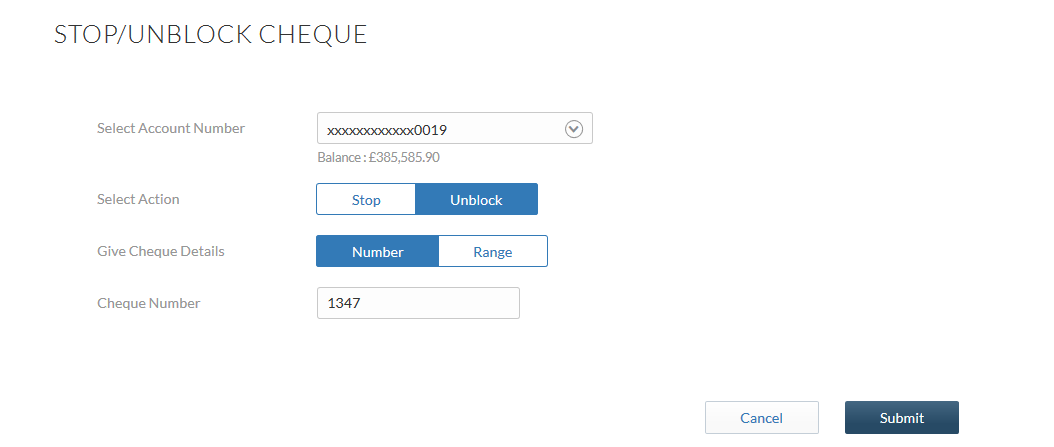 STOP/UNBLOCK CHEQUE
Select Account Number xxxxxxxxxxxx0019
Balance : £385,585.90
Select Action Stop Unblock
Give Cheque Details Number Range
Cheque Number 1347
Cancel Submit